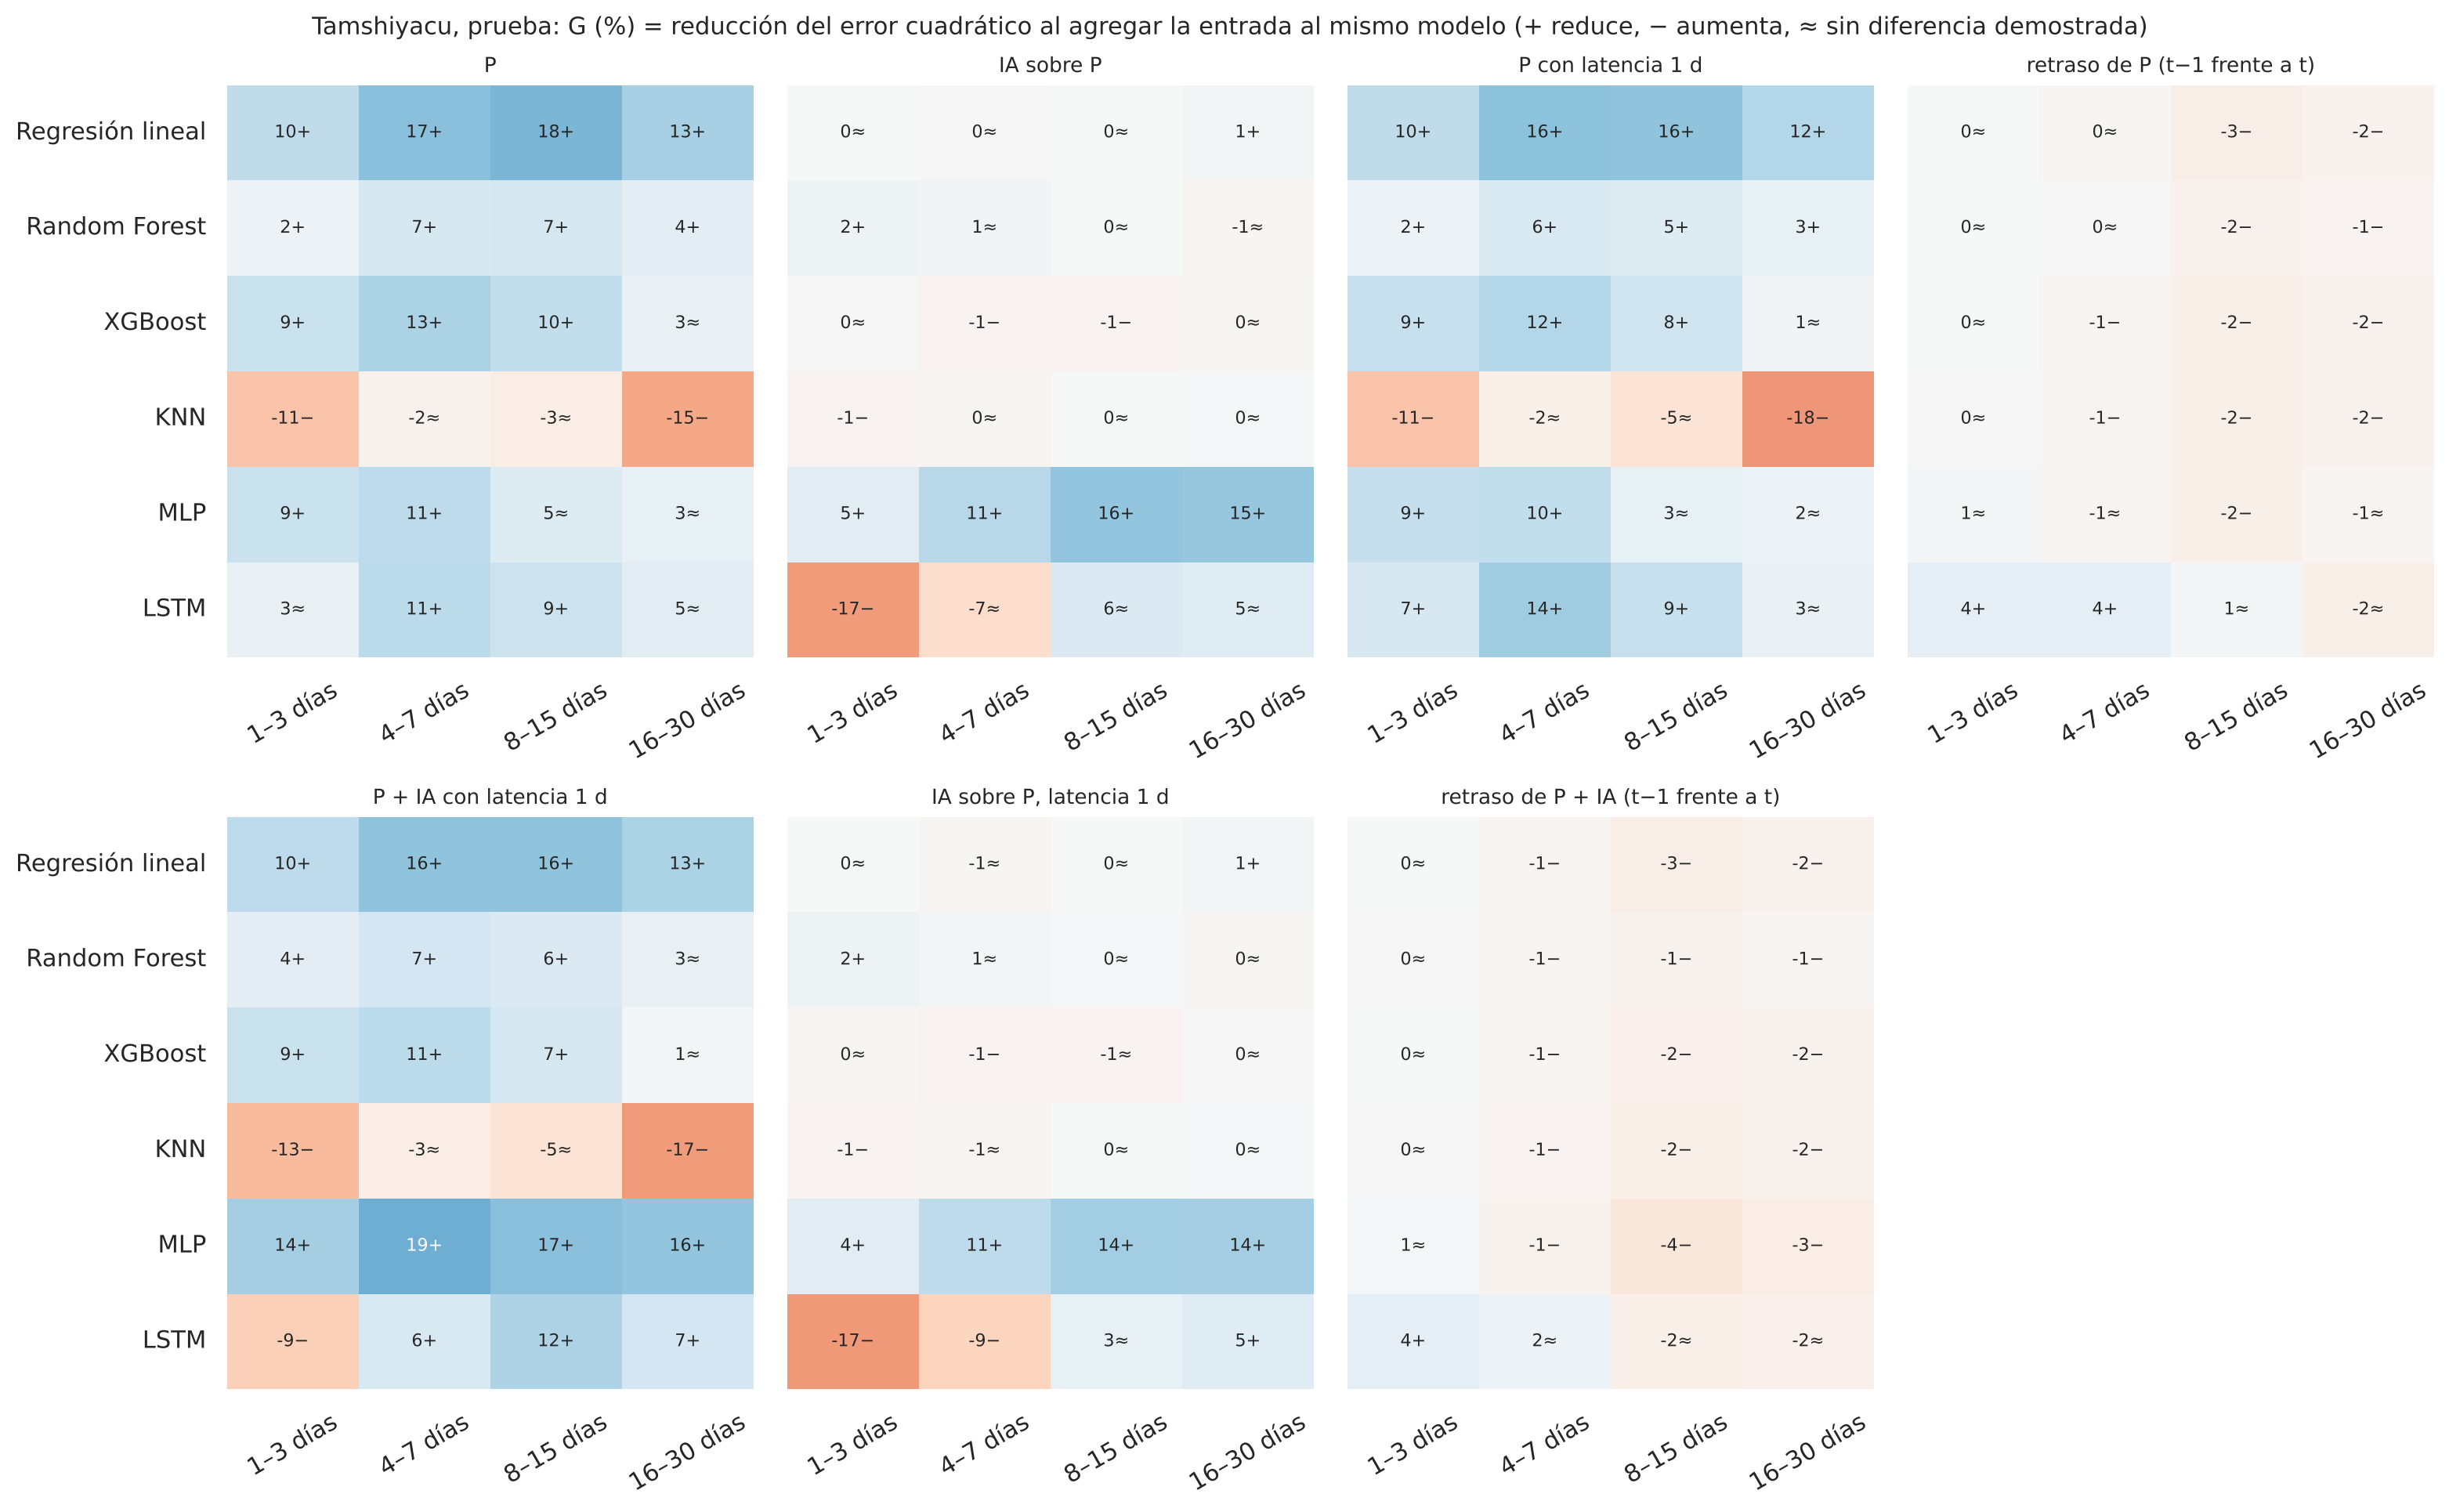 Tamshiyacu, prueba: G (%) = reducción del error cuadrático al agregar la entrada al mismo modelo (+ reduce, − aumenta, ≈ sin diferencia demostrada)
P IA sobre P P con latencia 1 d retraso de P (t−1 frente a t)
Regresión lineal 10+ 17+ 18+ 13+ 0≈ 0≈ 0≈ 1+ 10+ 16+ 16+ 12+ 0≈ 0≈ -3− -2−
Random Forest 2+ 7+ 7+ 4+ 2+ 1≈ 0≈ -1≈ 2+ 6+ 5+ 3+ 0≈ 0≈ -2− -1−
XGBoost 9+ 13+ 10+ 3≈ 0≈ -1− -1− 0≈ 9+ 12+ 8+ 1≈ 0≈ -1− -2− -2−
KNN -11− -2≈ -3≈ -15− -1− 0≈ 0≈ 0≈ -11− -2≈ -5≈ -18− 0≈ -1− -2− -2−
MLP 9+ 11+ 5≈ 3≈ 5+ 11+ 16+ 15+ 9+ 10+ 3≈ 2≈ 1≈ -1≈ -2− -1≈
LSTM 3≈ 11+ 9+ 5≈ -17− -7≈ 6≈ 5≈ 7+ 14+ 9+ 3≈ 4+ 4+ 1≈ -2≈
1–3 días 4–7 días 8–15 días 16–30 días 1–3 días 4–7 días 8–15 días 16–30 días 1–3 días 4–7 días 8–15 días 16–30 días 1–3 días 4–7 días 8–15 días 16–30 días
P + IA con latencia 1 d IA sobre P, latencia 1 d retraso de P + IA (t−1 frente a t)
Regresión lineal 10+ 16+ 16+ 13+ 0≈ -1≈ 0≈ 1+ 0≈ -1− -3− -2−
Random Forest 4+ 7+ 6+ 3≈ 2+ 1≈ 0≈ 0≈ 0≈ -1− -1− -1−
XGBoost 9+ 11+ 7+ 1≈ 0≈ -1− -1≈ 0≈ 0≈ -1− -2− -2−
KNN -13− -3≈ -5≈ -17− -1− -1≈ 0≈ 0≈ 0≈ -1− -2− -2−
MLP 14+ 19+ 17+ 16+ 4+ 11+ 14+ 14+ 1≈ -1− -4− -3−
LSTM -9− 6+ 12+ 7+ -17− -9− 3≈ 5+ 4+ 2≈ -2≈ -2≈
1–3 días 4–7 días 8–15 días 16–30 días 1–3 días 4–7 días 8–15 días 16–30 días 1–3 días 4–7 días 8–15 días 16–30 días